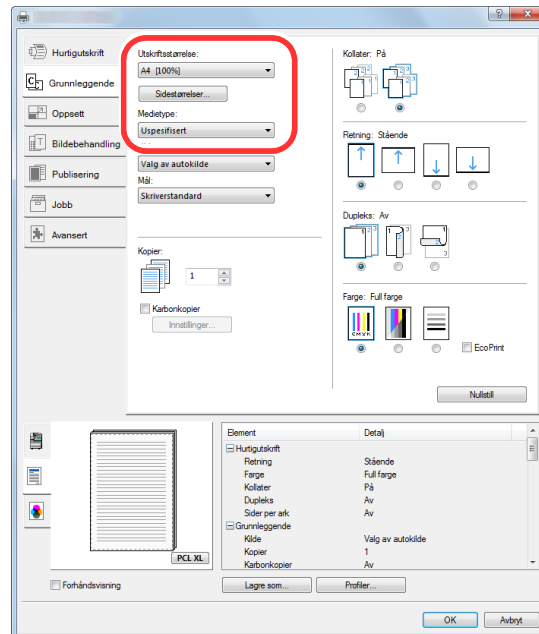 Hurtigutskrift
Grunnleggende
Oppsett
Bildebehandling
Publisering
Jobb
Avansert
Utskriftsstørrelse:
A4 [100%]
Sidestørrelser...
Medietype:
Uspesifisert
Valg av autokilde
Mål:
Skriverstandard
Kopier:
1
Karbonkopier
Innstillinger...
Kollater: På
Retning: Stående
Dupleks: Av
Farge: Full farge
CMYK
EcoPrint
Nullstill
PCL XL
Forhåndsvisning
Element Detalj
Hurtigutskrift
Retning Stående
Farge Full farge
Kollater På
Dupleks Av
Sider per ark Av
Grunnleggende
Kilde Valg av autokilde
Kopier 1
Karbonkopier Av
Lagre som... Profiler...
OK Avbryt